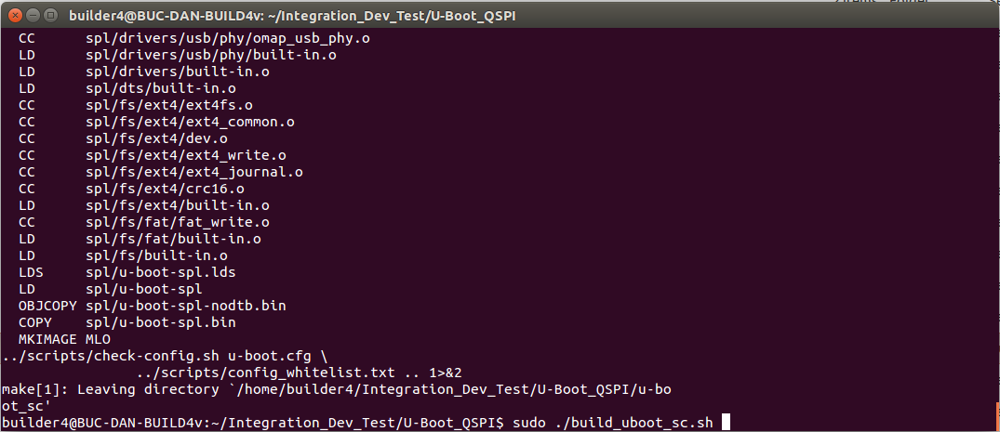 builder4@BUC-DAN-BUILD4v: ~/Integration_Dev_Test/U-Boot_QSPI
CC spl/drivers/usb/phy/omap_usb_phy.o
LD spl/drivers/usb/phy/built-in.o
LD spl/drivers/built-in.o
LD spl/dts/built-in.o
CC spl/fs/ext4/ext4fs.o
CC spl/fs/ext4/ext4_common.o
CC spl/fs/ext4/dev.o
CC spl/fs/ext4/ext4_write.o
CC spl/fs/ext4/ext4_journal.o
CC spl/fs/ext4/crc16.o
LD spl/fs/ext4/built-in.o
CC spl/fs/fat/fat_write.o
LD spl/fs/fat/built-in.o
LD spl/fs/built-in.o
LDS spl/u-boot-spl.lds
LD spl/u-boot-spl
OBJCOPY spl/u-boot-spl-nodtb.bin
COPY spl/u-boot-spl.bin
MKIMAGE MLO
../scripts/check-config.sh u-boot.cfg \
../scripts/config_whitelist.txt .. 1>&2
make[1]: Leaving directory `/home/builder4/Integration_Dev_Test/U-Boot_QSPI/u-bo
ot_sc'
builder4@BUC-DAN-BUILD4v:~/Integration_Dev_Test/U-Boot_QSPI$ sudo ./build_uboot_sc.sh